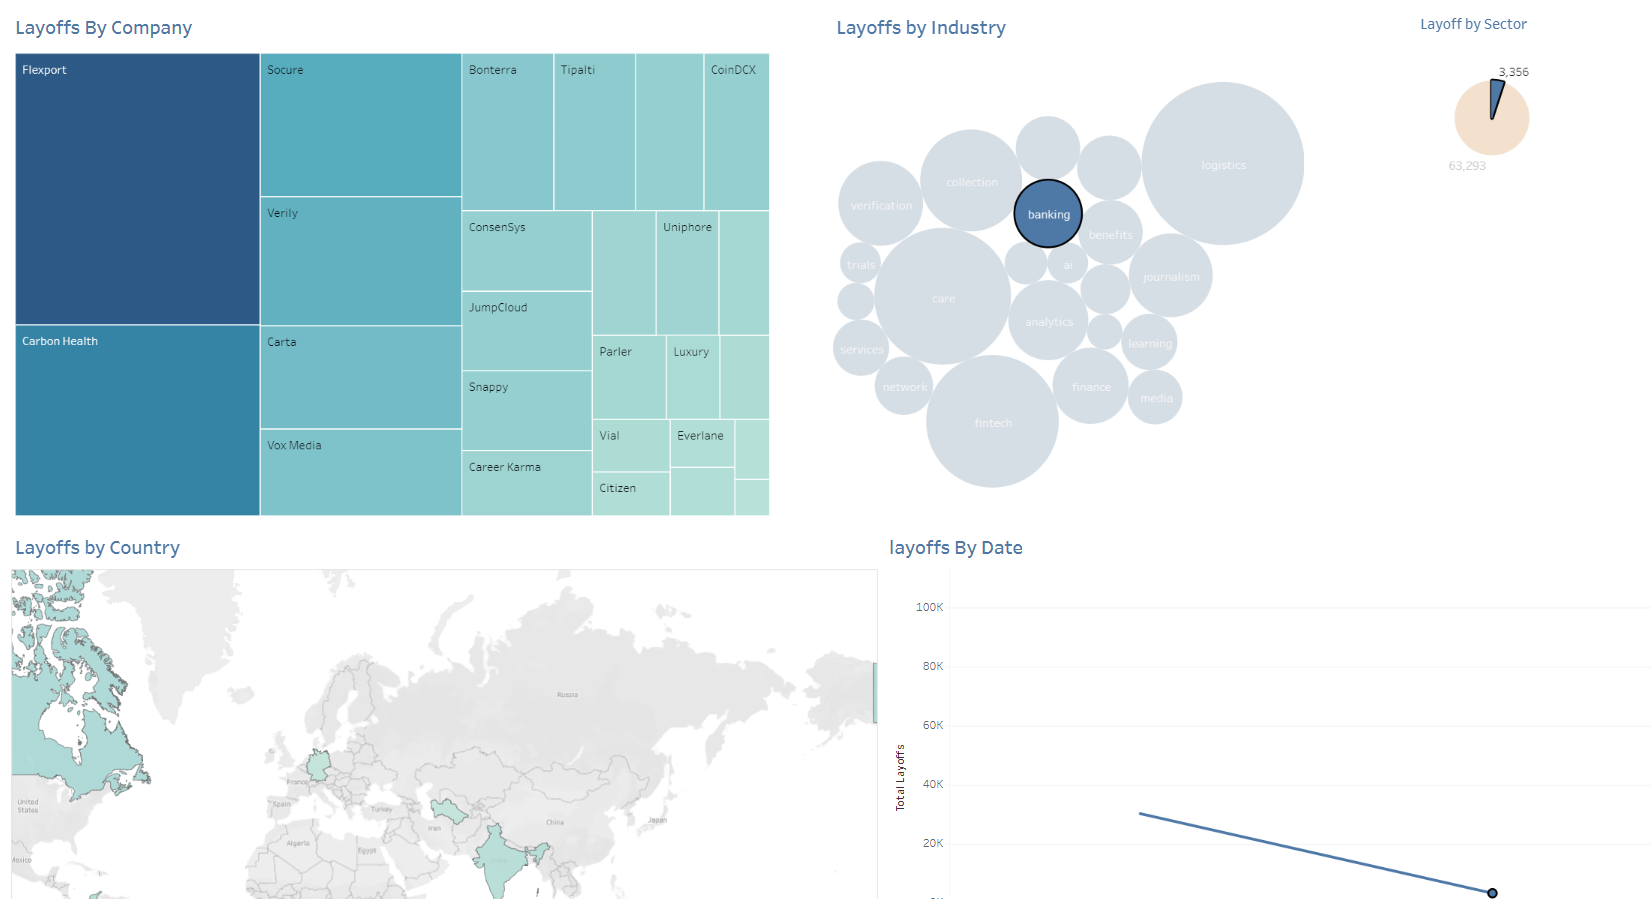 Layoffs By Company
Flexport
Carbon Health
Socure
Verily
Carta
Vox Media
Bonterra
Tipalti
CoinDCX
ConsenSys
JumpCloud
Snappy
Career Karma
Uniphore
Parler
Luxury
Vial
Citizen
Everlane
Layoffs by Industry
logistics
collection
verification
banking
benefits
trials
ai
journalism
care
analytics
services
learning
network
finance
media
fintech
Layoff by Sector
3,356
63,293
Layoffs by Country
Russia
United
States
Mexico
France
Spain
Turkey
Iran
China
Japan
Algeria
Egypt
layoffs By Date
Total Layoffs
100K
80K
60K
40K
20K